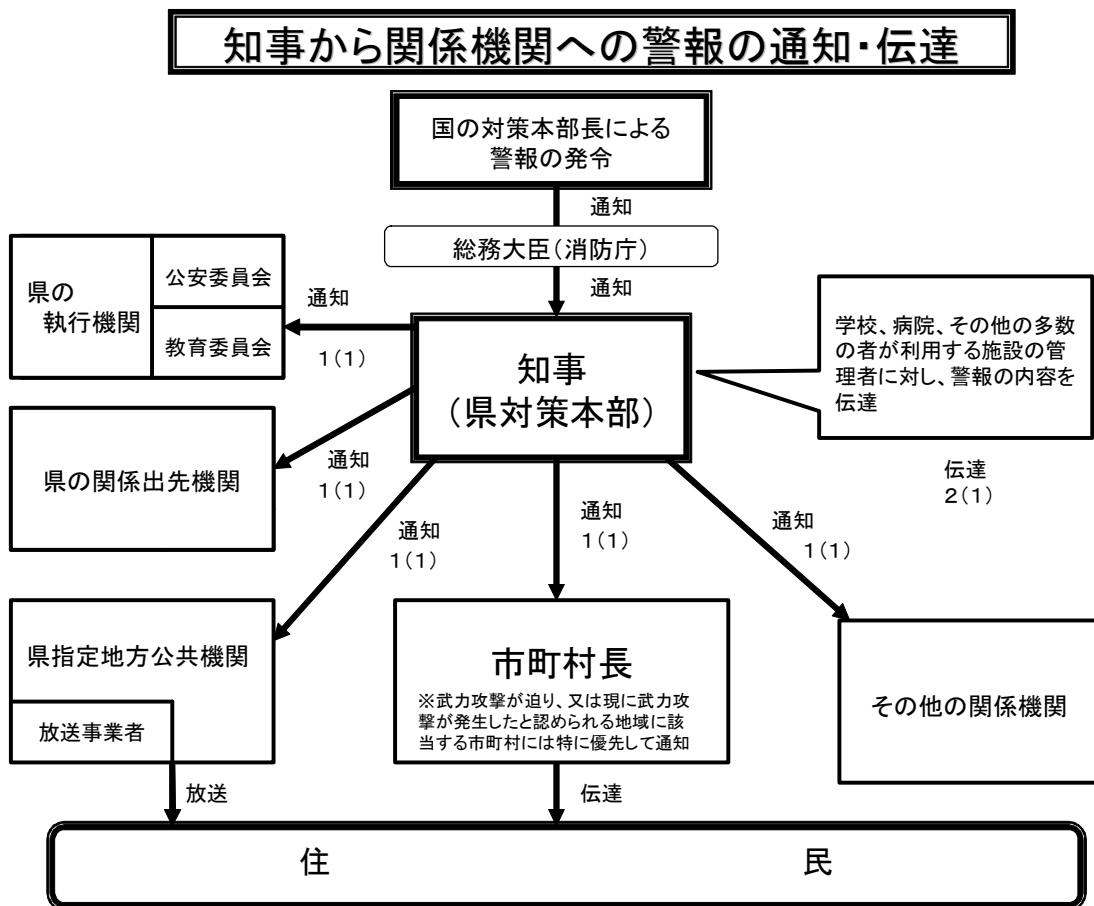 知事から関係機関への警報の通知・伝達
国の対策本部長による
警報の発令
通知
総務大臣(消防庁)
通知
県の
執行機関
公安委員会
教育委員会
通知
1(1)
知事
(県対策本部)
学校、病院、その他の多数
の者が利用する施設の管
理者に対し、警報の内容を
伝達
伝達
2(1)
県の関係出先機関
通知
1(1)
通知
1(1)
通知
1(1)
通知
1(1)
県指定地方公共機関
放送事業者
市町村長
※武力攻撃が迫り、又は現に武力攻
撃が発生したと認められる地域に該
当する市町村には特に優先して通知
その他の関係機関
放送
伝達
住 民